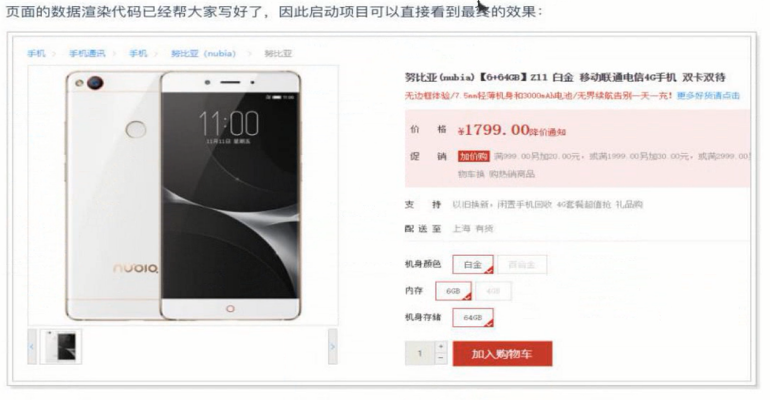 页面的数据渲染代码已经帮大家写好了，因此启动项目可以直接看到最终的效果：
手机 > 手机通讯 > 手机 > 努比亚（nubia） > 努比亚
努比亚(nubia)【6+64GB】Z11 白金 移动联通电信4G手机 双卡双待
无边框体验/7.5mm轻薄机身和3000mAh电池/无界续航告别一天一充！更多好货请点击
价 格 ¥1799.00降价通知
促 销 加价购 满999.00另加20.00元，或满1999.00另加30.00元，或满2999.00
物车换 购热销商品
支 持 以旧换新，闲置手机回收 4G套餐超值抢 礼品购
配送至 上海 有货
机身颜色 白金
内存 6GB 4GB
机身存储 64GB
1 + − 加入购物车
11:00
11月11日 星期五
nubia